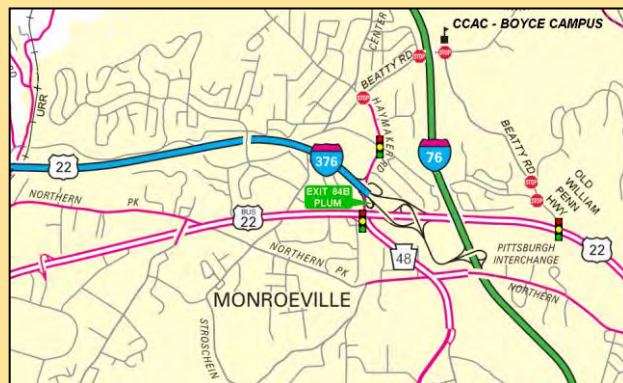 CCAC - BOYCE CAMPUS
CENTER
STOP
STOP
BEATTY RD
URR
STOP
HAYMAKER RD
22
376
76
BEATTY RD
STOP
EXIT 84B
PLUM
STOP
OLD
WILLIAM
PENN
HWY
NORTHERN PK
BUS
22
22
PITTSBURGH
INTERCHANGE
48
NORTHERN PK
NORTHERN
MONROEVILLE
STROSCHEIN